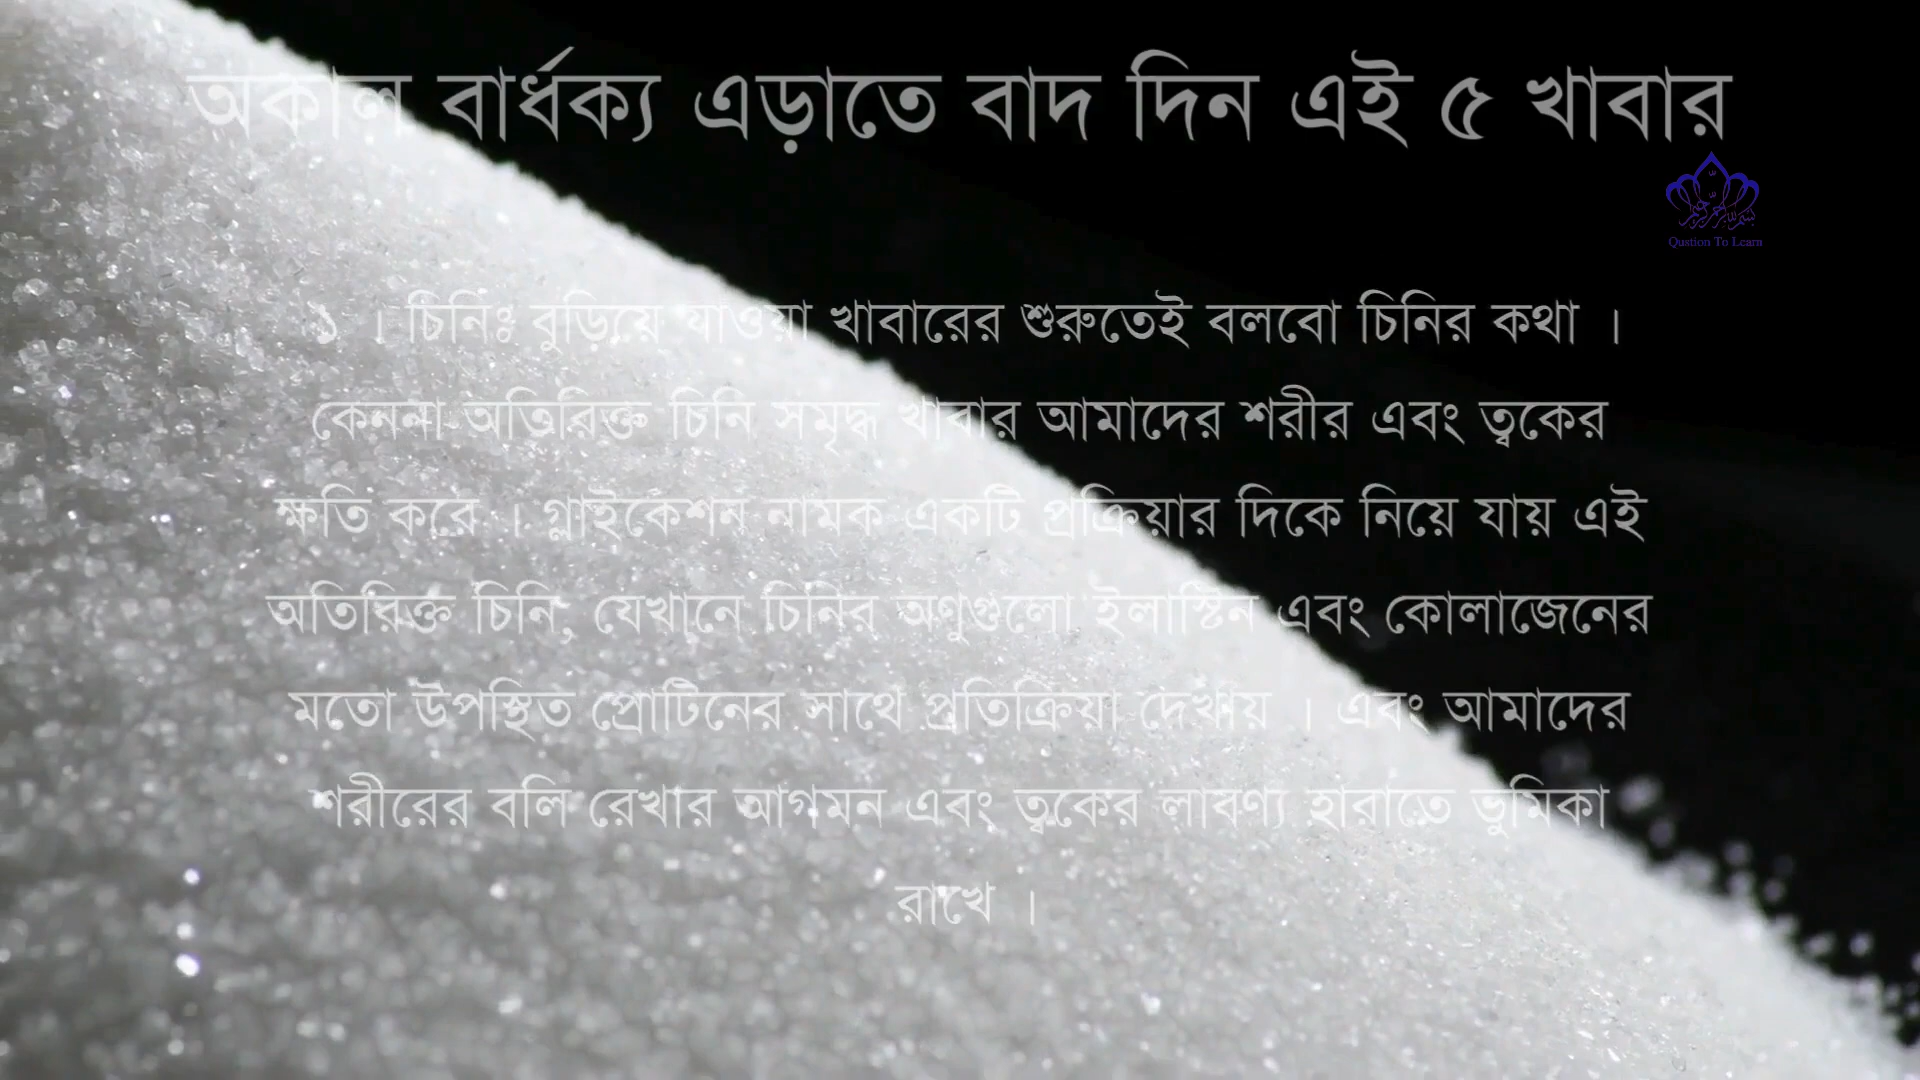 অকাল বার্ধক্য এড়াতে বাদ দিন এই ৫ খাবার
Qustion To Learn
১ । চিনিঃ বুড়িয়ে যাওয়া খাবারের শুরুতেই বলবো চিনির কথা ।
কেননা অতিরিক্ত চিনি সমৃদ্ধ খাবার আমাদের শরীর এবং ত্বকের
ক্ষতি করে । গ্লাইকেশন নামক একটি প্রক্রিয়ার দিকে নিয়ে যায় এই
অতিরিক্ত চিনি, যেখানে চিনির অণুগুলো ইলাস্টিন এবং কোলাজেনের
মতো উপস্থিত প্রোটিনের সাথে প্রতিক্রিয়া দেখায় । এবং আমাদের
শরীরের বলি রেখার আগমন এবং ত্বকের লাবণ্য হারাতে ভুমিকা
রাখে ।